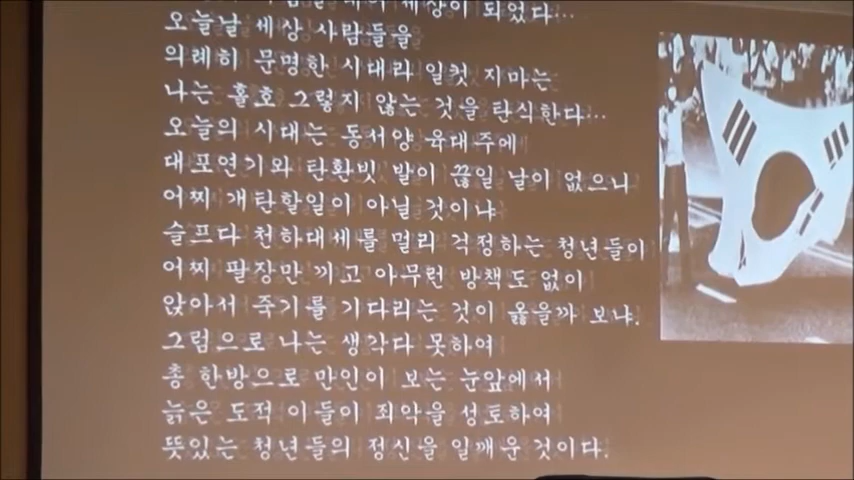 세상이 되었다…
오늘날 세상 사람들을
의례히 문명한 시대라 일컷 지마는
나는 홀호 그렇지 않는 것을 탄식한다…
오늘의 시대는 동서양 육대주에
대포연기와 탄환빗 발이 끊일 날이 없으니
어찌 개탄할일이 아닐 것이냐
슬프다 천하대세를 멀리 걱정하는 청년들이
어찌 팔장만 끼고 아무런 방책도 없이
앉아서 죽기를 기다리는 것이 옳을까 보냐.
그럼으로 나는 생각다 못하여
총 한방으로 만인이 보는 눈앞에서
늙은 도적 이등이 죄악을 성토하여
뜻있는 청년들의 정신을 일깨운것이다.